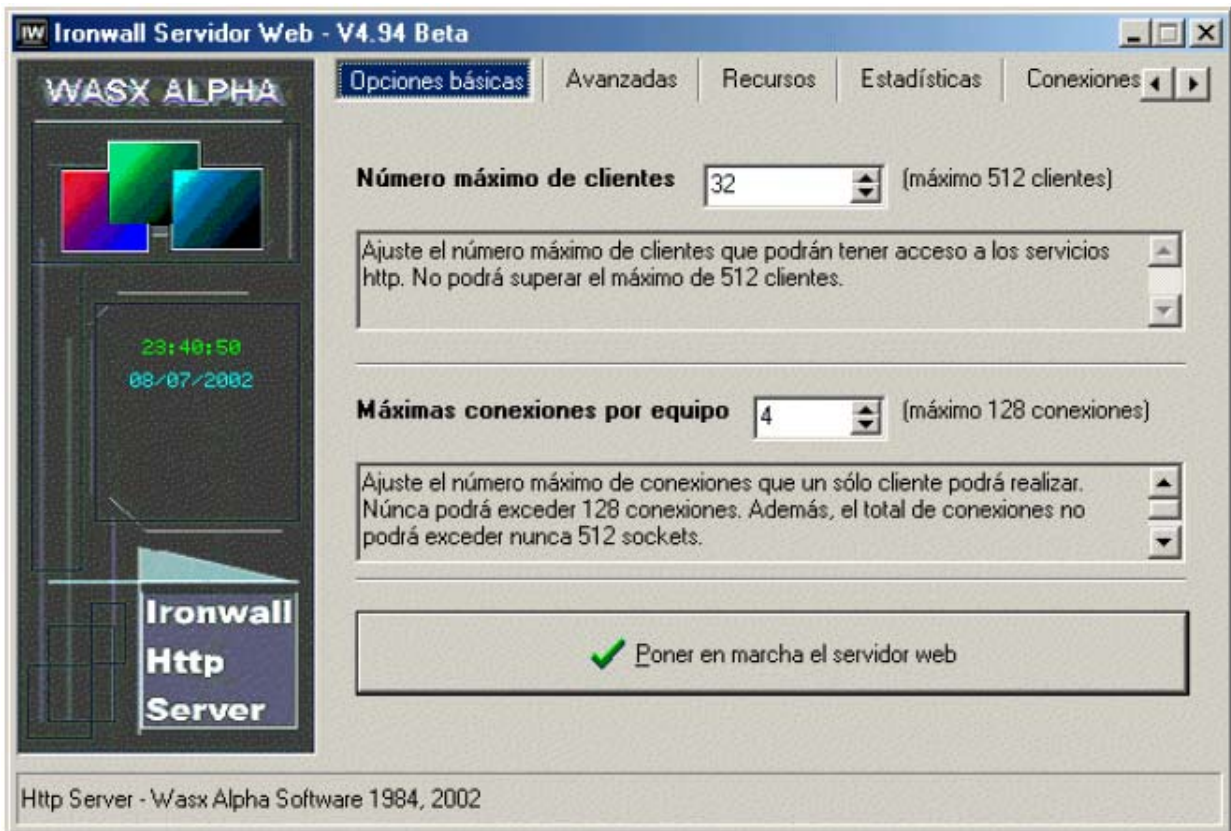 IW Ironwall Servidor Web - V4.94 Beta
WASX ALPHA
Opciones básicas
Avanzadas
Recursos
Estadísticas
Conexiones
Número máximo de clientes
32
(máximo 512 clientes)
Ajuste el número máximo de clientes que podrán tener acceso a los servicios
http. No podrá superar el máximo de 512 clientes.
23:40:50
08/07/2002
Máximas conexiones por equipo
4
(máximo 128 conexiones)
Ajuste el número máximo de conexiones que un sólo cliente podrá realizar.
Núnca podrá exceder 128 conexiones. Además, el total de conexiones no
podrá exceder nunca 512 sockets.
Ironwall
Http
Server
Poner en marcha el servidor web
Http Server - Wasx Alpha Software 1984, 2002